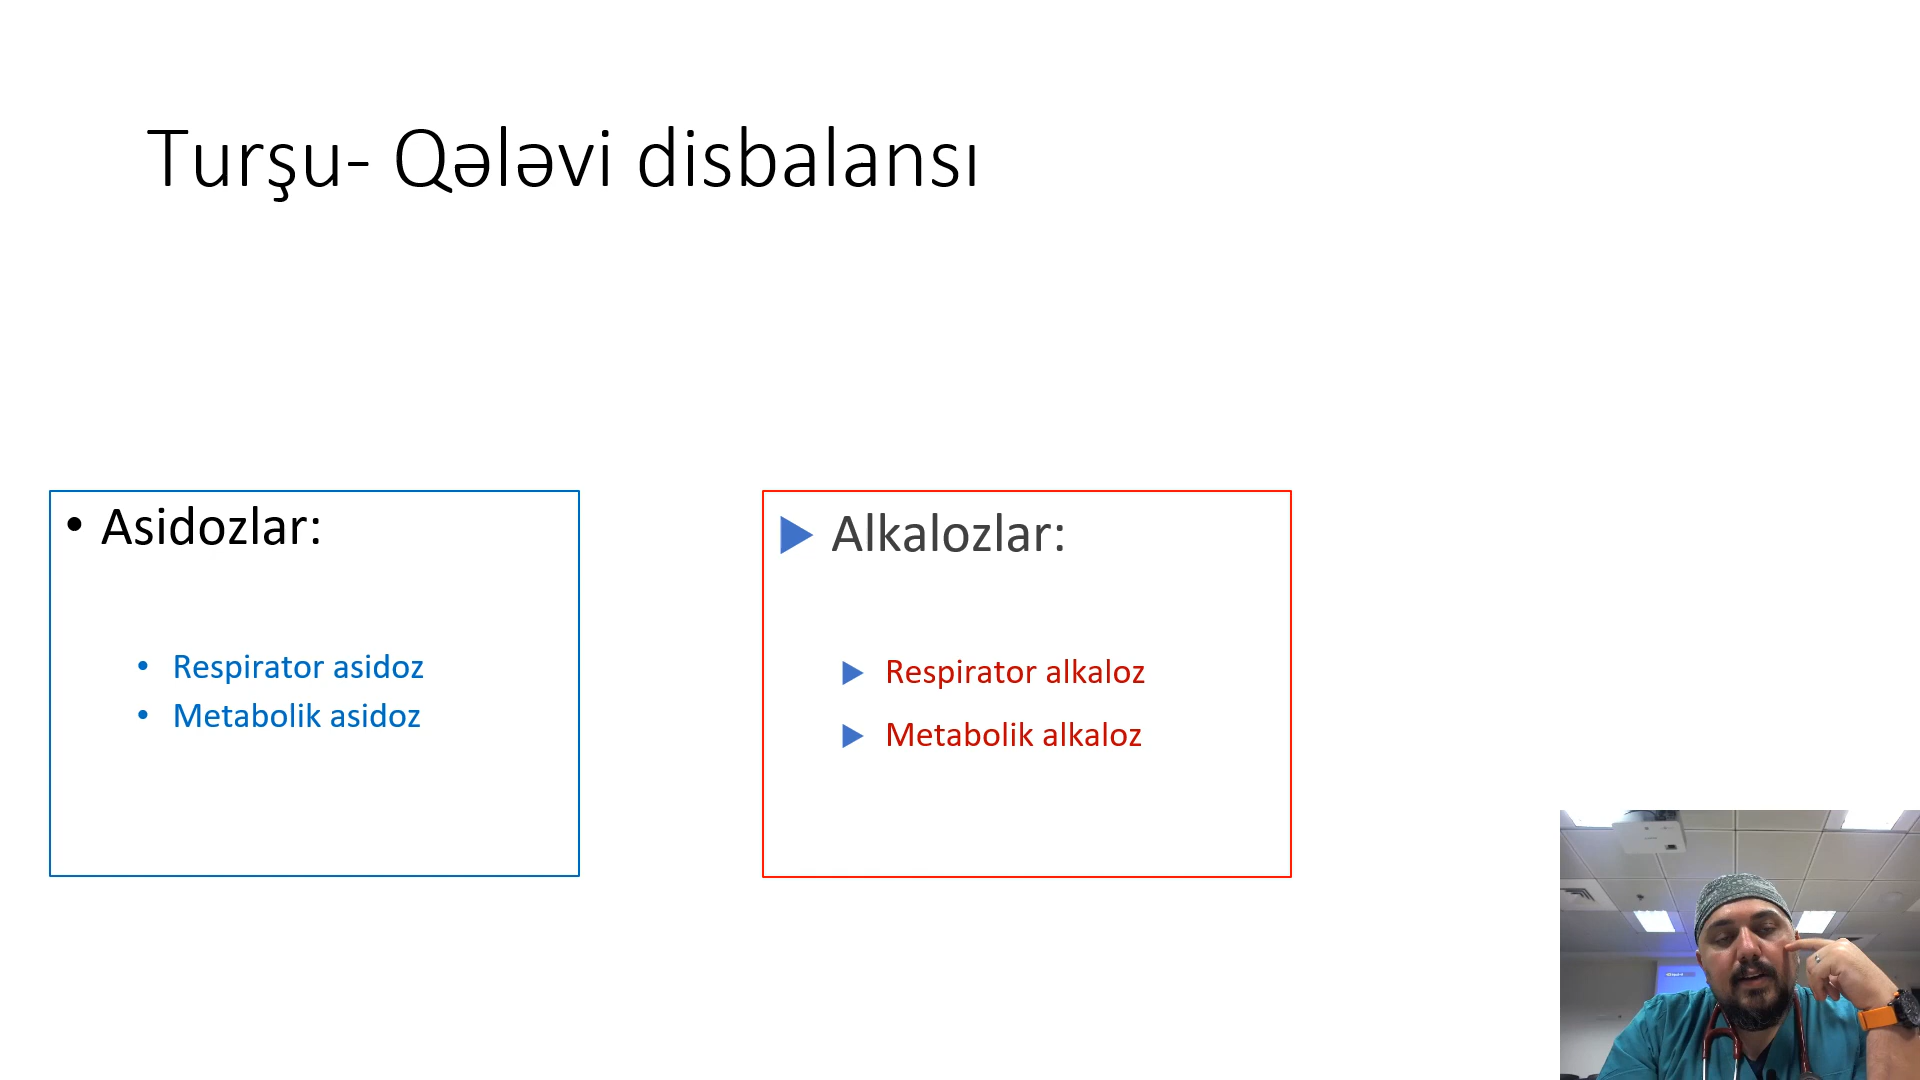 Turşu- Qələvi disbalansı
• Asidozlar:
• Respirator asidoz
• Metabolik asidoz
Alkalozlar:
Respirator alkaloz
Metabolik alkaloz